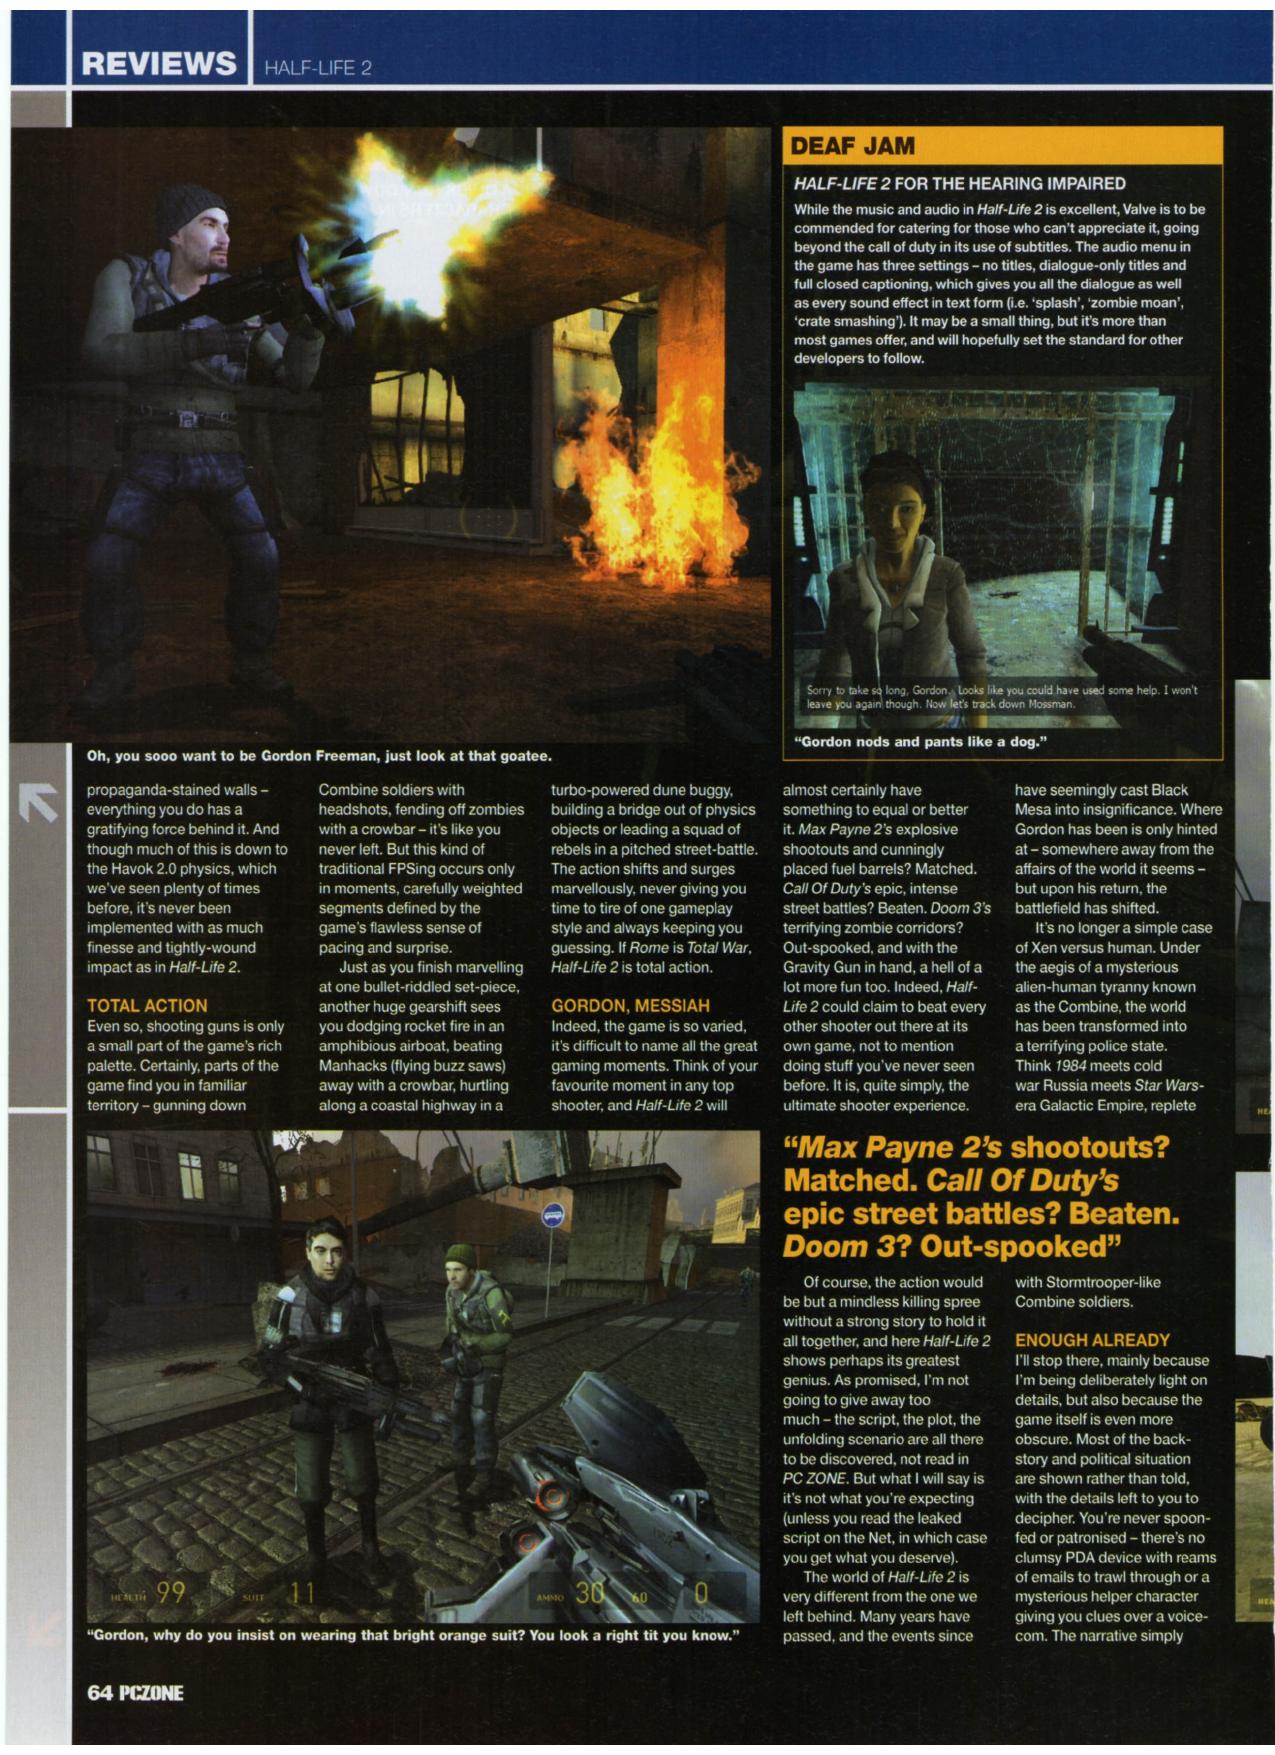 REVIEWS
HALF-LIFE 2
DEAF JAM
HALF-LIFE 2 FOR THE HEARING IMPAIRED
While the music and audio in Half-Life 2 is excellent, Valve is to be
commended for catering for those who can't appreciate it, going
beyond the call of duty in its use of subtitles. The audio menu in
the game has three settings – no titles, dialogue-only titles and
full closed captioning, which gives you all the dialogue as well
as every sound effect in text form (i.e. 'splash', 'zombie moan',
'crate smashing'). It may be a small thing, but it's more than
most games offer, and will hopefully set the standard for other
developers to follow.
Sorry to take so long, Gordon. Looks like you could have used some help. I won't
leave you again though. Now let's track down Mossman.
"Gordon nods and pants like a dog."
Oh, you sooo want to be Gordon Freeman, just look at that goatee.
propaganda-stained walls –
everything you do has a
gratifying force behind it. And
though much of this is down to
the Havok 2.0 physics, which
we've seen plenty of times
before, it's never been
implemented with as much
finesse and tightly-wound
impact as in Half-Life 2.
TOTAL ACTION
Even so, shooting guns is only
a small part of the game's rich
palette. Certainly, parts of the
game find you in familiar
territory – gunning down
Combine soldiers with
headshots, fending off zombies
with a crowbar – it's like you
never left. But this kind of
traditional FPSing occurs only
in moments, carefully weighted
segments defined by the
game's flawless sense of
pacing and surprise.
Just as you finish marvelling
at one bullet-riddled set-piece,
another huge gearshift sees
you dodging rocket fire in an
amphibious airboat, beating
Manhacks (flying buzz saws)
away with a crowbar, hurtling
along a coastal highway in a
turbo-powered dune buggy,
building a bridge out of physics
objects or leading a squad of
rebels in a pitched street-battle.
The action shifts and surges
marvellously, never giving you
time to tire of one gameplay
style and always keeping you
guessing. If Rome is Total War,
Half-Life 2 is total action.
GORDON, MESSIAH
Indeed, the game is so varied,
it's difficult to name all the great
gaming moments. Think of your
favourite moment in any top
shooter, and Half-Life 2 will
almost certainly have
something to equal or better
it. Max Payne 2's explosive
shootouts and cunningly
placed fuel barrels? Matched.
Call Of Duty's epic, intense
street battles? Beaten. Doom 3's
terrifying zombie corridors?
Out-spooked, and with the
Gravity Gun in hand, a hell of a
lot more fun too. Indeed, Half-
Life 2 could claim to beat every
other shooter out there at its
own game, not to mention
doing stuff you've never seen
before. It is, quite simply, the
ultimate shooter experience.
"Max Payne 2's shootouts?
Matched. Call Of Duty's
epic street battles? Beaten.
Doom 3? Out-spooked"
Of course, the action would
be but a mindless killing spree
without a strong story to hold it
all together, and here Half-Life 2
shows perhaps its greatest
genius. As promised, I'm not
going to give away too
much – the script, the plot, the
unfolding scenario are all there
to be discovered, not read in
PC ZONE. But what I will say is
it's not what you're expecting
(unless you read the leaked
script on the Net, in which case
you get what you deserve).
The world of Half-Life 2 is
very different from the one we
left behind. Many years have
passed, and the events since
have seemingly cast Black
Mesa into insignificance. Where
Gordon has been is only hinted
at – somewhere away from the
affairs of the world it seems –
but upon his return, the
battlefield has shifted.
It's no longer a simple case
of Xen versus human. Under
the aegis of a mysterious
alien-human tyranny known
as the Combine, the world
has been transformed into
a terrifying police state.
Think 1984 meets cold
war Russia meets Star Wars-
era Galactic Empire, replete
with Stormtrooper-like
Combine soldiers.
ENOUGH ALREADY
I'll stop there, mainly because
I'm being deliberately light on
details, but also because the
game itself is even more
obscure. Most of the back-
story and political situation
are shown rather than told,
with the details left to you to
decipher. You're never spoon-
fed or patronised – there's no
clumsy PDA device with reams
of emails to trawl through or a
mysterious helper character
giving you clues over a voice-
com. The narrative simply
HEALTH 99 SUIT 11 AMMO 30 60 0
"Gordon, why do you insist on wearing that bright orange suit? You look a right tit you know."
64 PCZONE